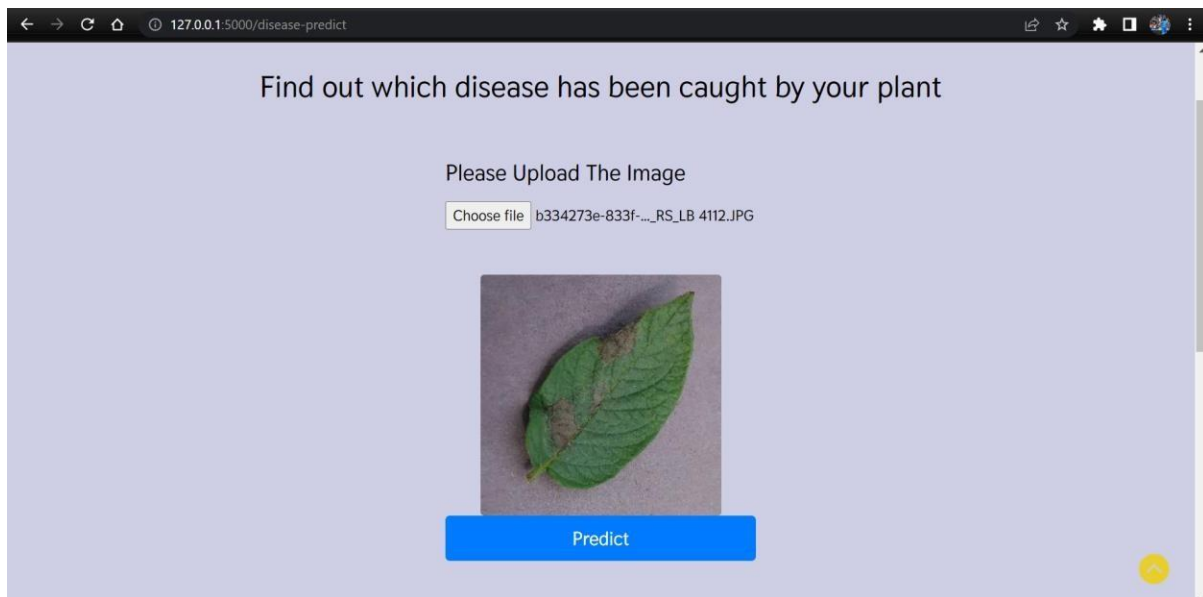 127.0.0.1:5000/disease-predict
Find out which disease has been caught by your plant
Please Upload The Image
Choose file b334273e-833f-..._RS_LB 4112.JPG
Predict